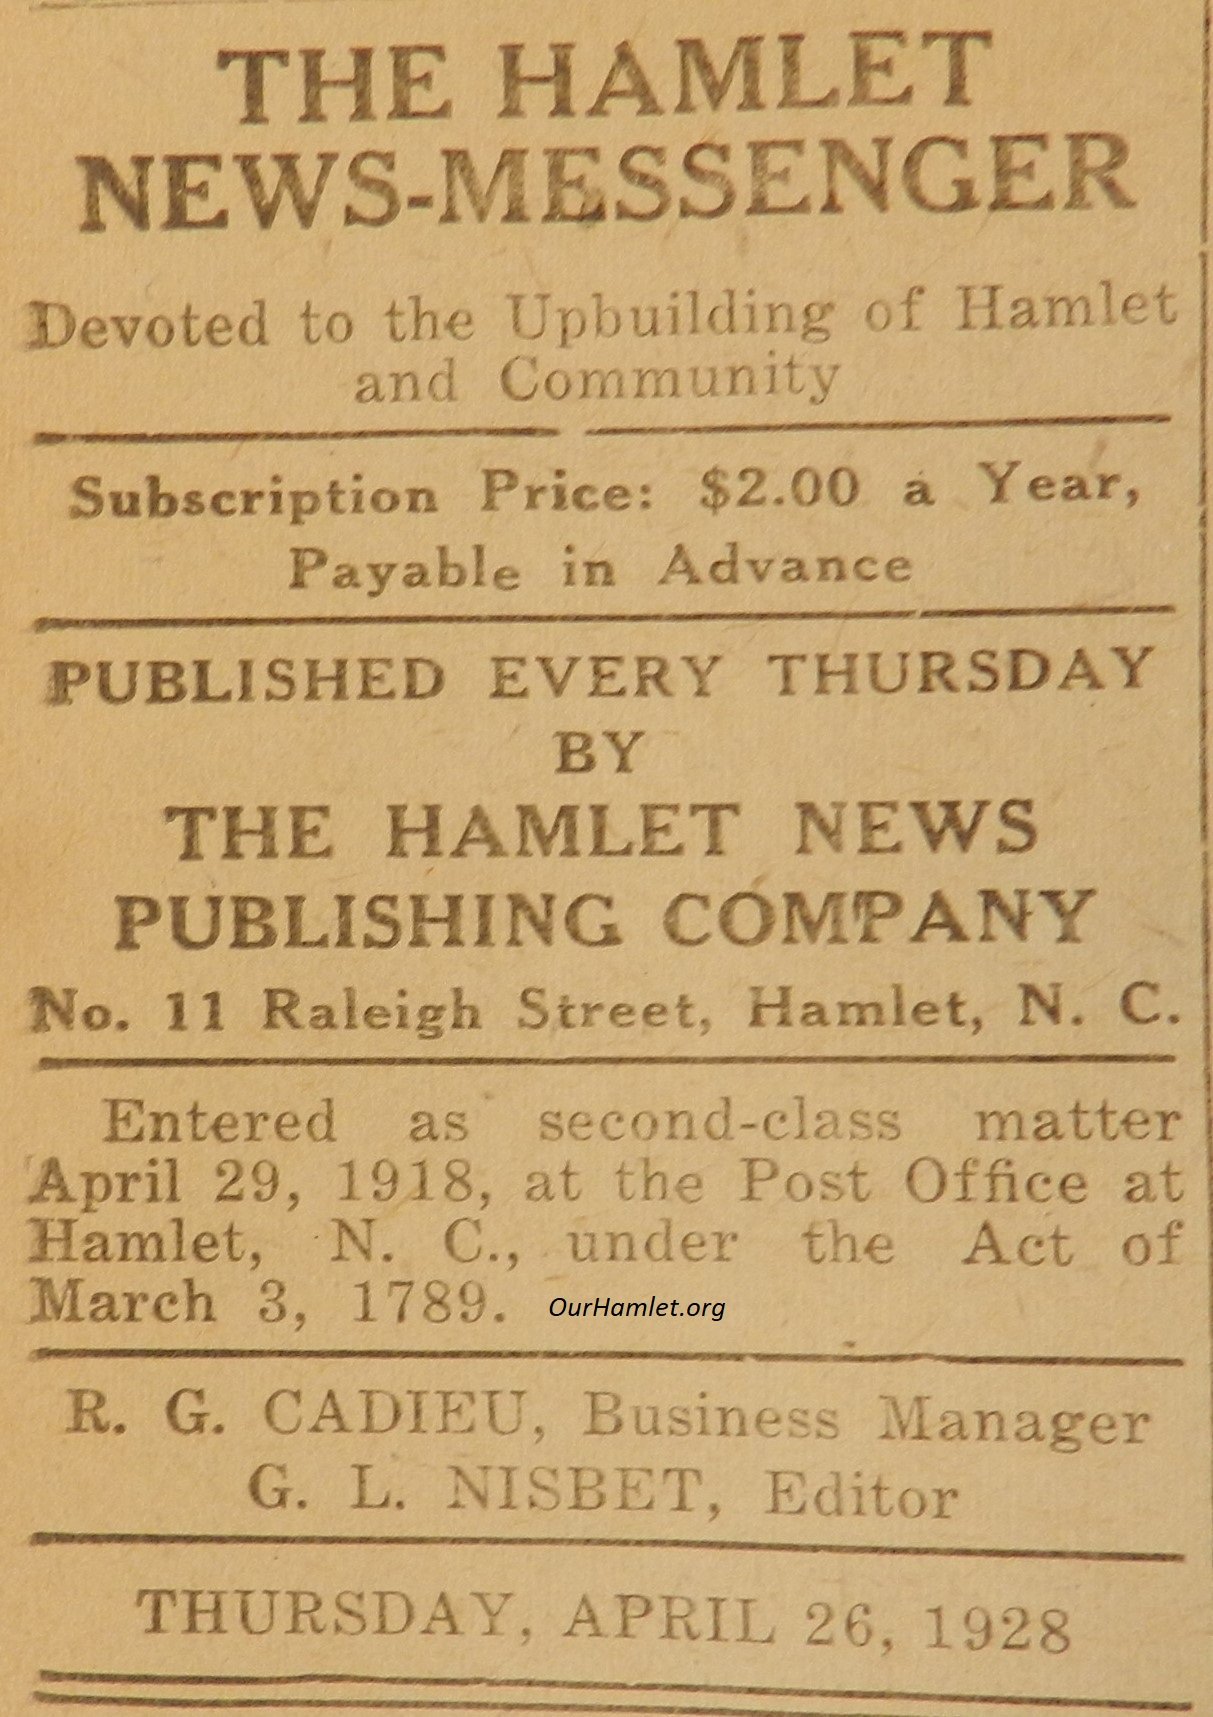 THE HAMLET
NEWS-MESSENGER
Devoted to the Upbuilding of Hamlet
and Community
Subscription Price: $2.00 a Year,
Payable in Advance
PUBLISHED EVERY THURSDAY
BY
THE HAMLET NEWS
PUBLISHING COMPANY
No. 11 Raleigh Street, Hamlet, N. C.
Entered as second-class matter
April 29, 1918, at the Post Office at
Hamlet, N. C., under the Act of
March 3, 1789.
OurHamlet.org
R. G. CADIEU, Business Manager
G. L. NISBET, Editor
THURSDAY, APRIL 26, 1928